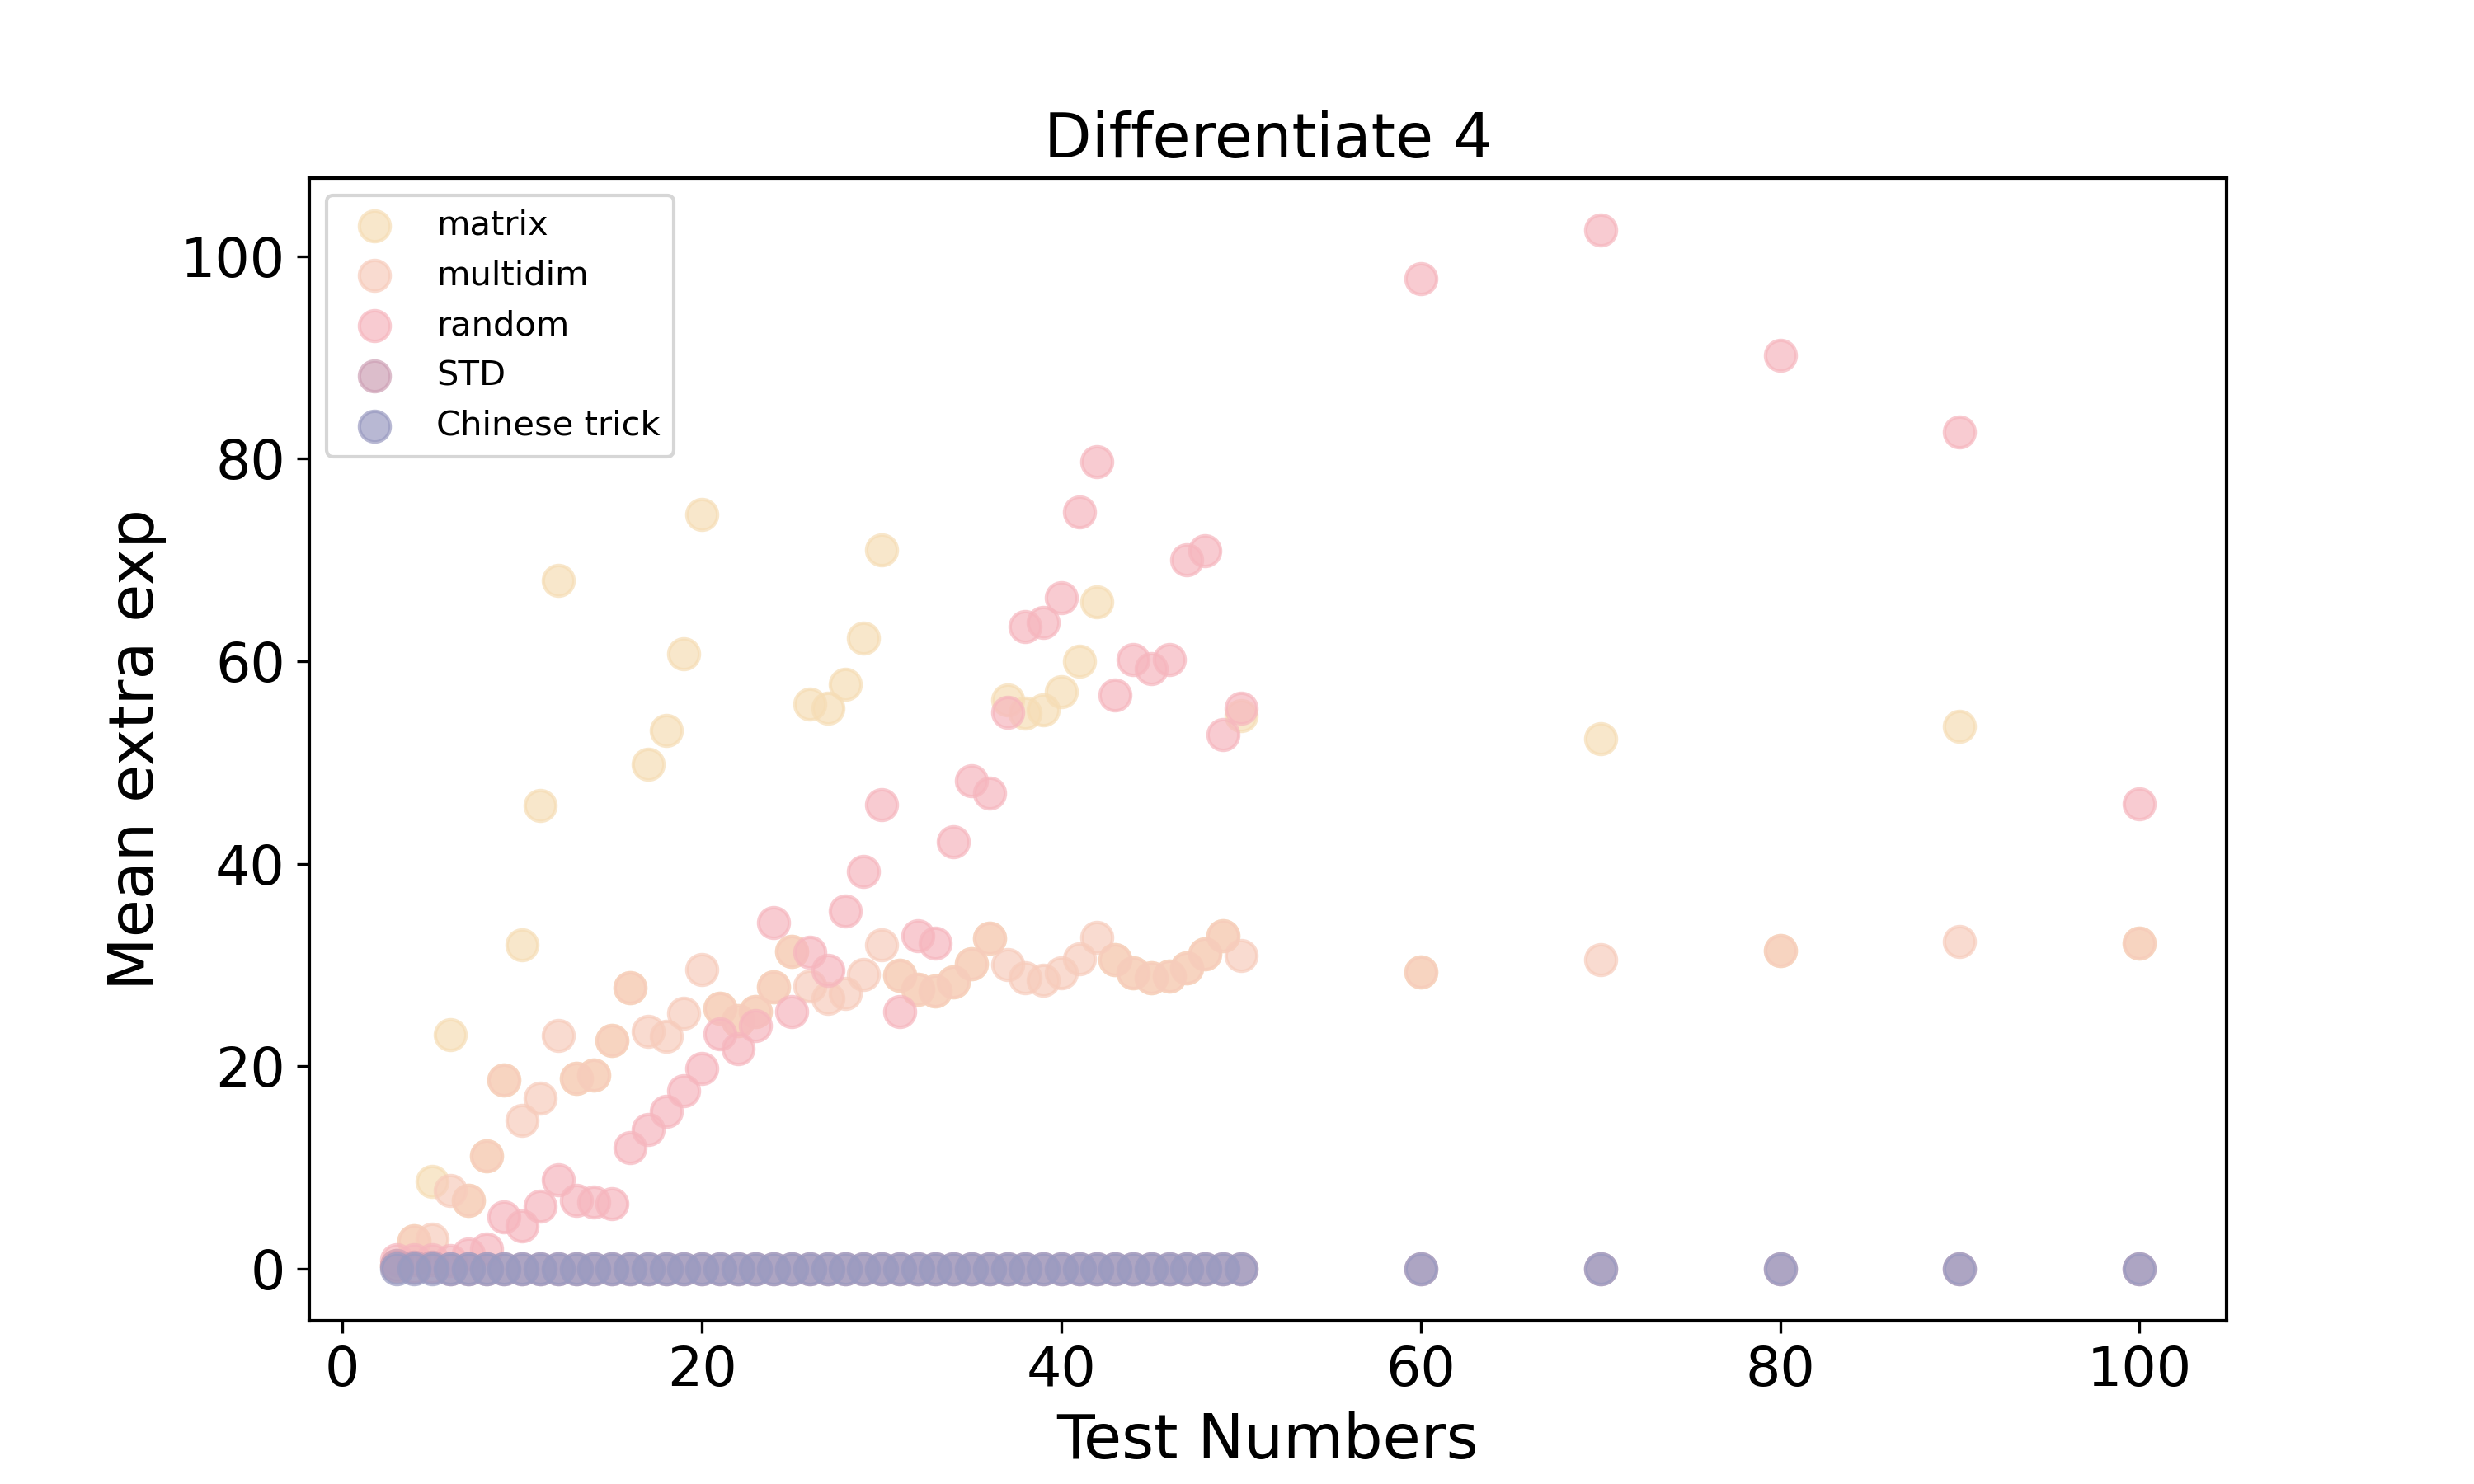 Differentiate 4
matrix
multidim
random
STD
Chinese trick
100
80
60
40
20
0
Mean extra exp
0 20 40 60 80 100
Test Numbers